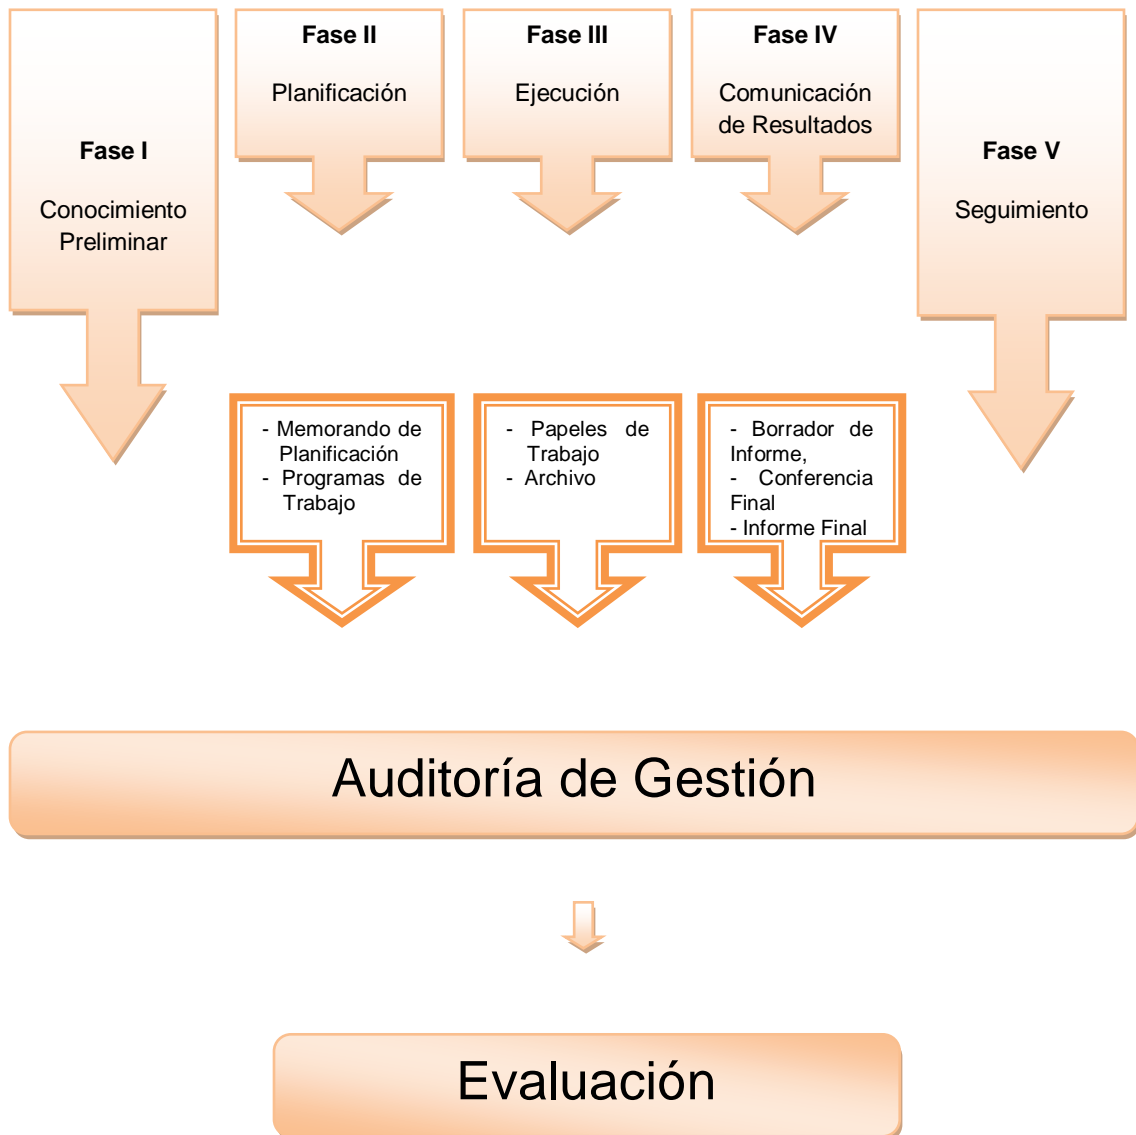 Fase I
Conocimiento
Preliminar
Fase II
Planificación
Fase III
Ejecución
Fase IV
Comunicación
de Resultados
Fase V
Seguimiento
- Memorando de
Planificación
- Programas de
Trabajo
- Papeles de
Trabajo
- Archivo
- Borrador de
Informe,
- Conferencia
Final
- Informe Final
Auditoría de Gestión
Evaluación